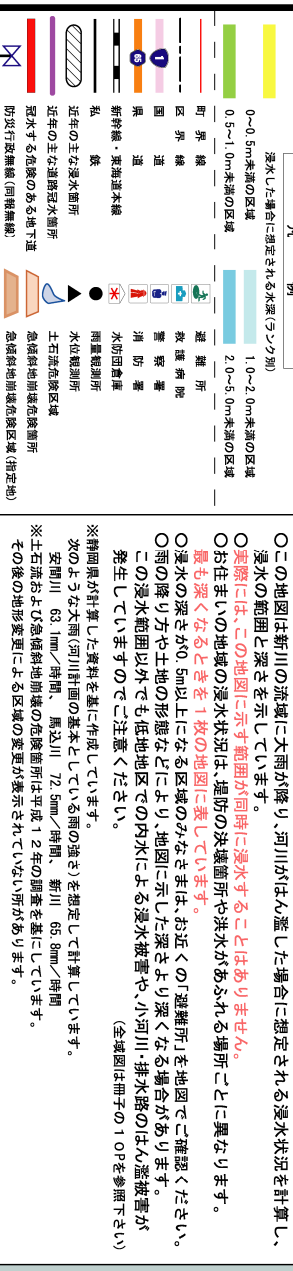 凡　例
浸水した場合に想定される水深(ランク別)
0～0.5m未満の区域
1.0～2.0m未満の区域
0.5～1.0m未満の区域
2.0～5.0m未満の区域
町界線
区界線
国道
県道
新幹線・東海道本線
私鉄
近年の主な浸水箇所
近年の主な道路冠水箇所
冠水する危険のある地下道
防災行政無線(同報無線)
1
65
避難所
救護病院
警察署
消防署
水防団倉庫
雨量観測所
水位観測所
土石流危険区域
急傾斜地崩壊危険箇所
急傾斜地崩壊危険区域(指定地)
○この地図は新川の流域に大雨が降り、河川がはん濫した場合に想定される浸水状況を計算し、
浸水の範囲と深さを示しています。
○実際には、この地図に示す範囲が同時に浸水することはありません。
○お住まいの地域の浸水状況は、堤防の決壊箇所や洪水があふれる場所ごとに異なります。
最も深くなるときを1枚の地図に表しています。
○浸水の深さが0.5m以上になる区域のみなさまは、お近くの「避難所」を地図でご確認ください。
○雨の降り方や土地の形態などにより、地図に示した深さより深くなる場合があります。
この浸水範囲以外でも低地地区での内水による浸水被害や、小河川・排水路のはん濫被害が
発生していますのでご注意ください。
(全域図は冊子の10Pを参照下さい)
※静岡県が計算した資料を基に作成しています。
次のような大雨(河川計画の基本としている雨の強さ)を想定して計算しています。
安間川　63.1mm／時間、 馬込川　72.5mm／時間、 新川　65.8mm／時間
※土石流および急傾斜地崩壊の危険箇所は平成12年の調査を基にしています。
その後の地形変更による区域の変更が表示されていない所があります。